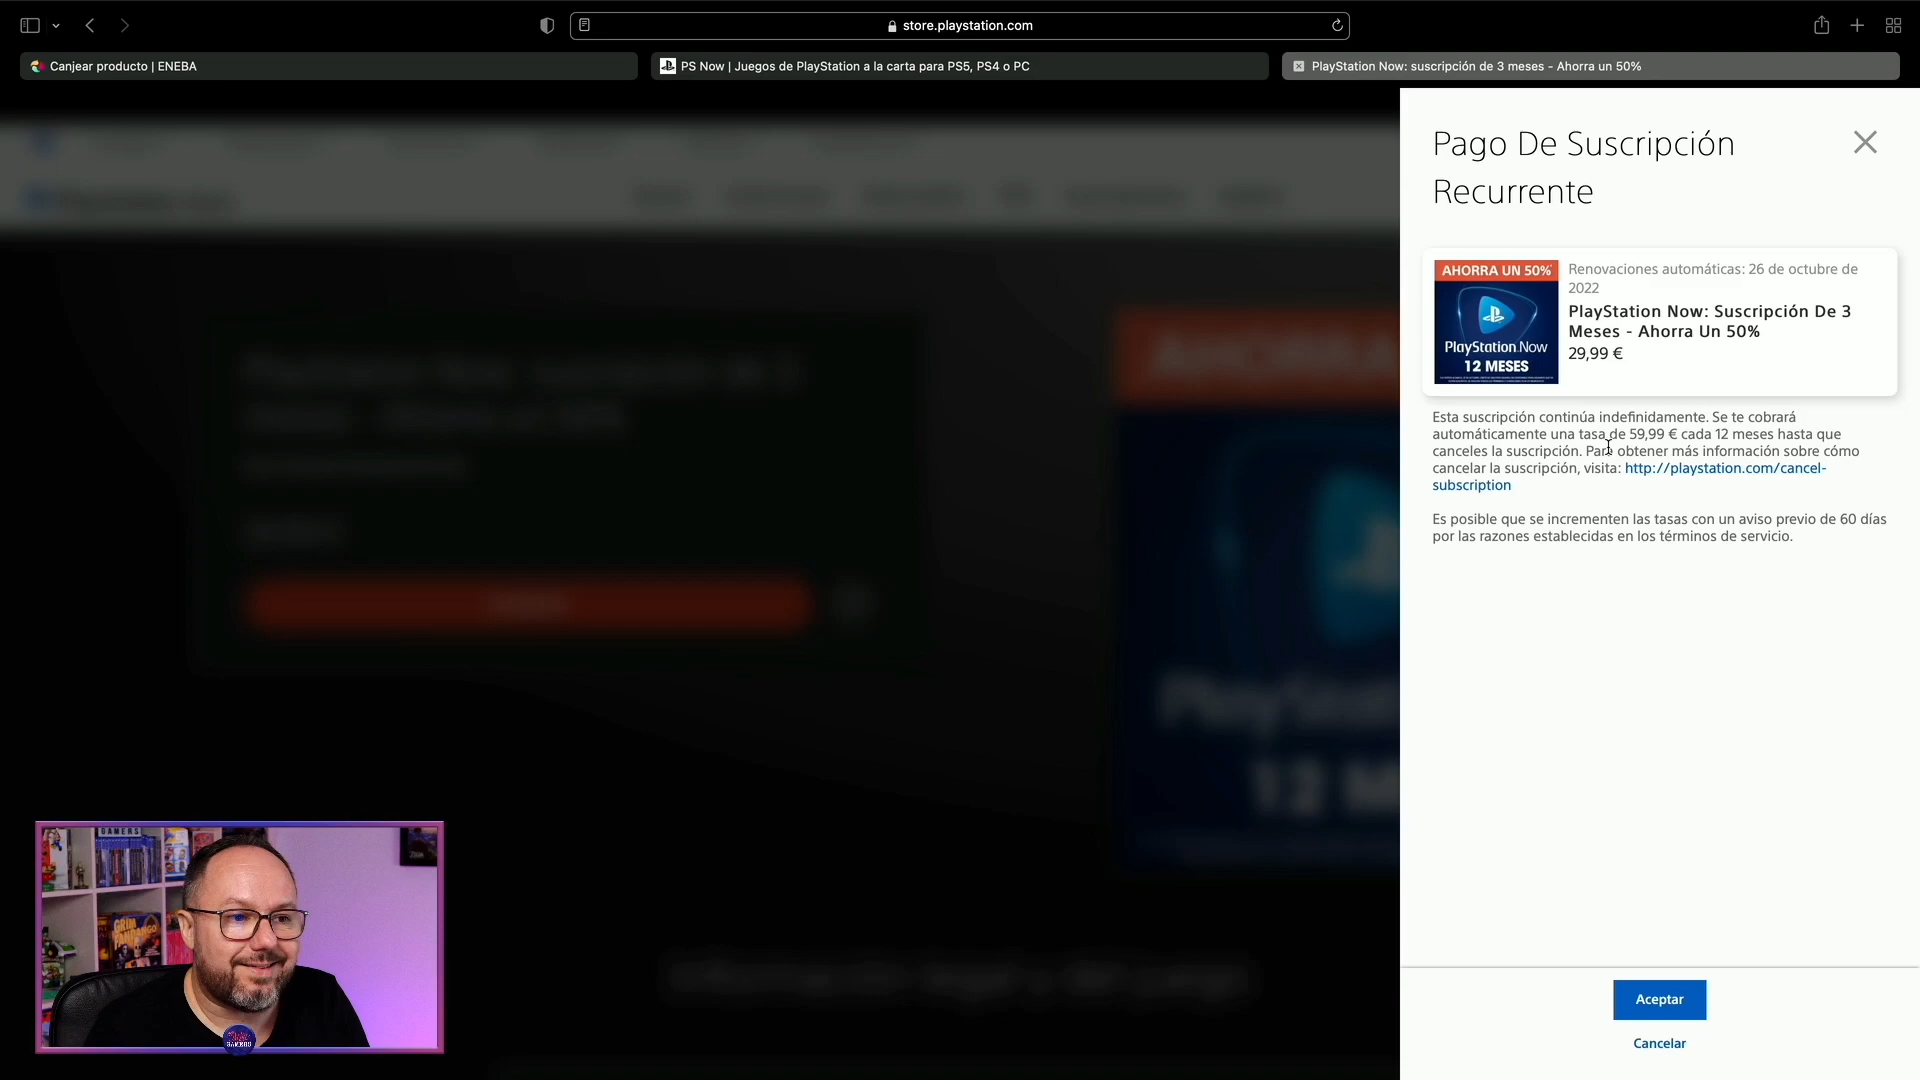 store.playstation.com
Canjear producto | ENEBA
PS Now | Juegos de PlayStation a la carta para PS5, PS4 o PC
PlayStation Now: suscripción de 3 meses - Ahorra un 50%
Pago De Suscripción
Recurrente
AHORRA UN 50%
PlayStation Now
12 MESES
Renovaciones automáticas: 26 de octubre de
2022
PlayStation Now: Suscripción De 3
Meses - Ahorra Un 50%
29,99 €
Esta suscripción continúa indefinidamente. Se te cobrará
automáticamente una tasa de 59,99 € cada 12 meses hasta que
canceles la suscripción. Para obtener más información sobre cómo
cancelar la suscripción, visita: http://playstation.com/cancel-
subscription
Es posible que se incrementen las tasas con un aviso previo de 60 días
por las razones establecidas en los términos de servicio.
Aceptar
Cancelar
GAMERS
GRIM
FANDANGO
GAMERS